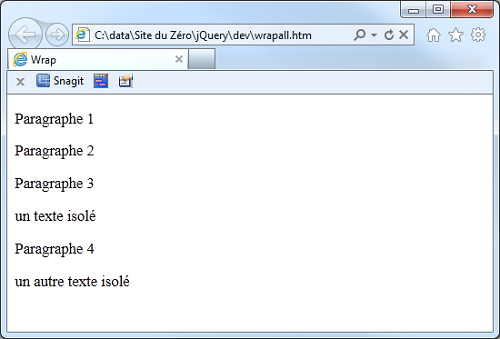 C:\data\Site du Zéro\jQuery\dev\wrapall.htm
Wrap
Snagit
Paragraphe 1
Paragraphe 2
Paragraphe 3
un texte isolé
Paragraphe 4
un autre texte isolé